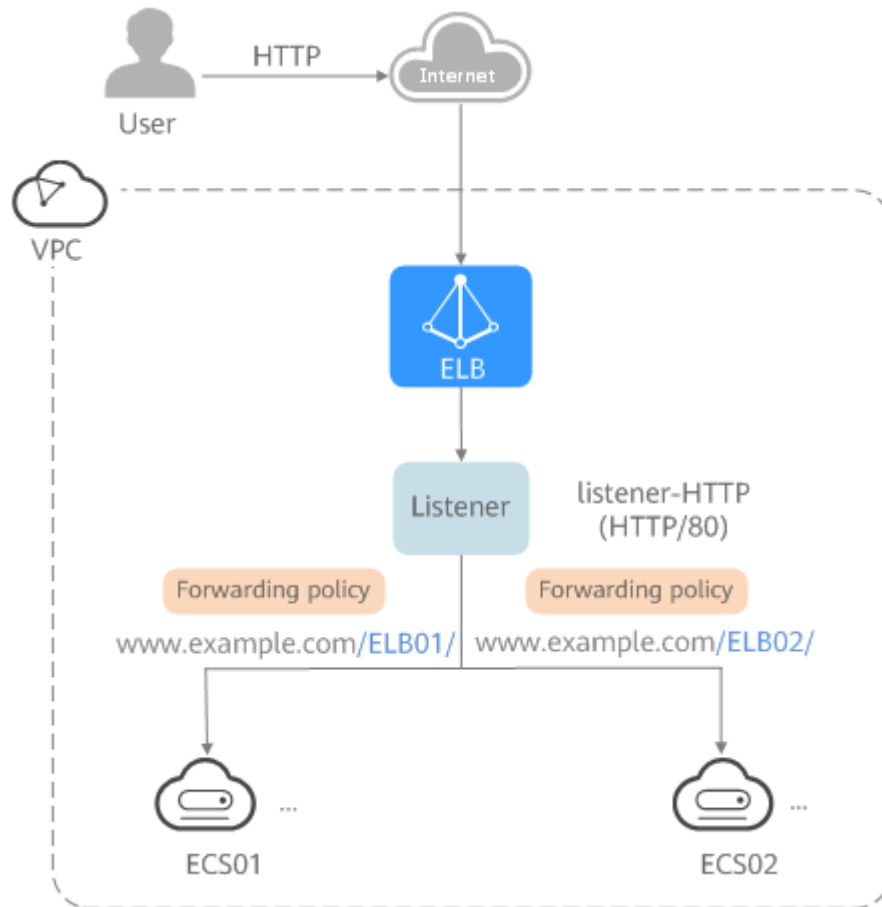 HTTP
Internet
User
VPC
ELB
Listener
listener-HTTP
(HTTP/80)
Forwarding policy
Forwarding policy
www.example.com/ELB01/
www.example.com/ELB02/
...
...
ECS01
ECS02